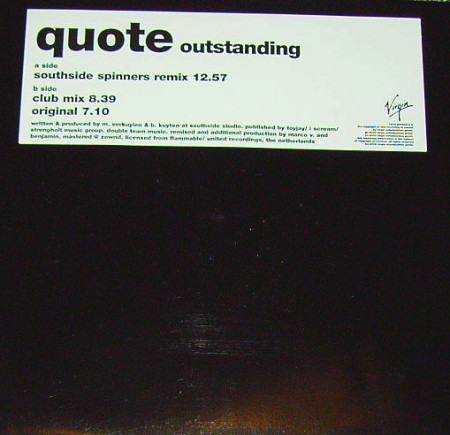 quote outstanding
a side
southside spinners remix 12.57
b side
club mix 8.39
original 7.10
written & produced by m. verkuylen & b. kuyten at southside studio. published by toyjoy/ i scream/
strengholt music group. double team music. remixed and additional production by marco v. and
benjamin, mastered @ zownd, licensed from flammable/ united recordings, the netherlands
Virgin